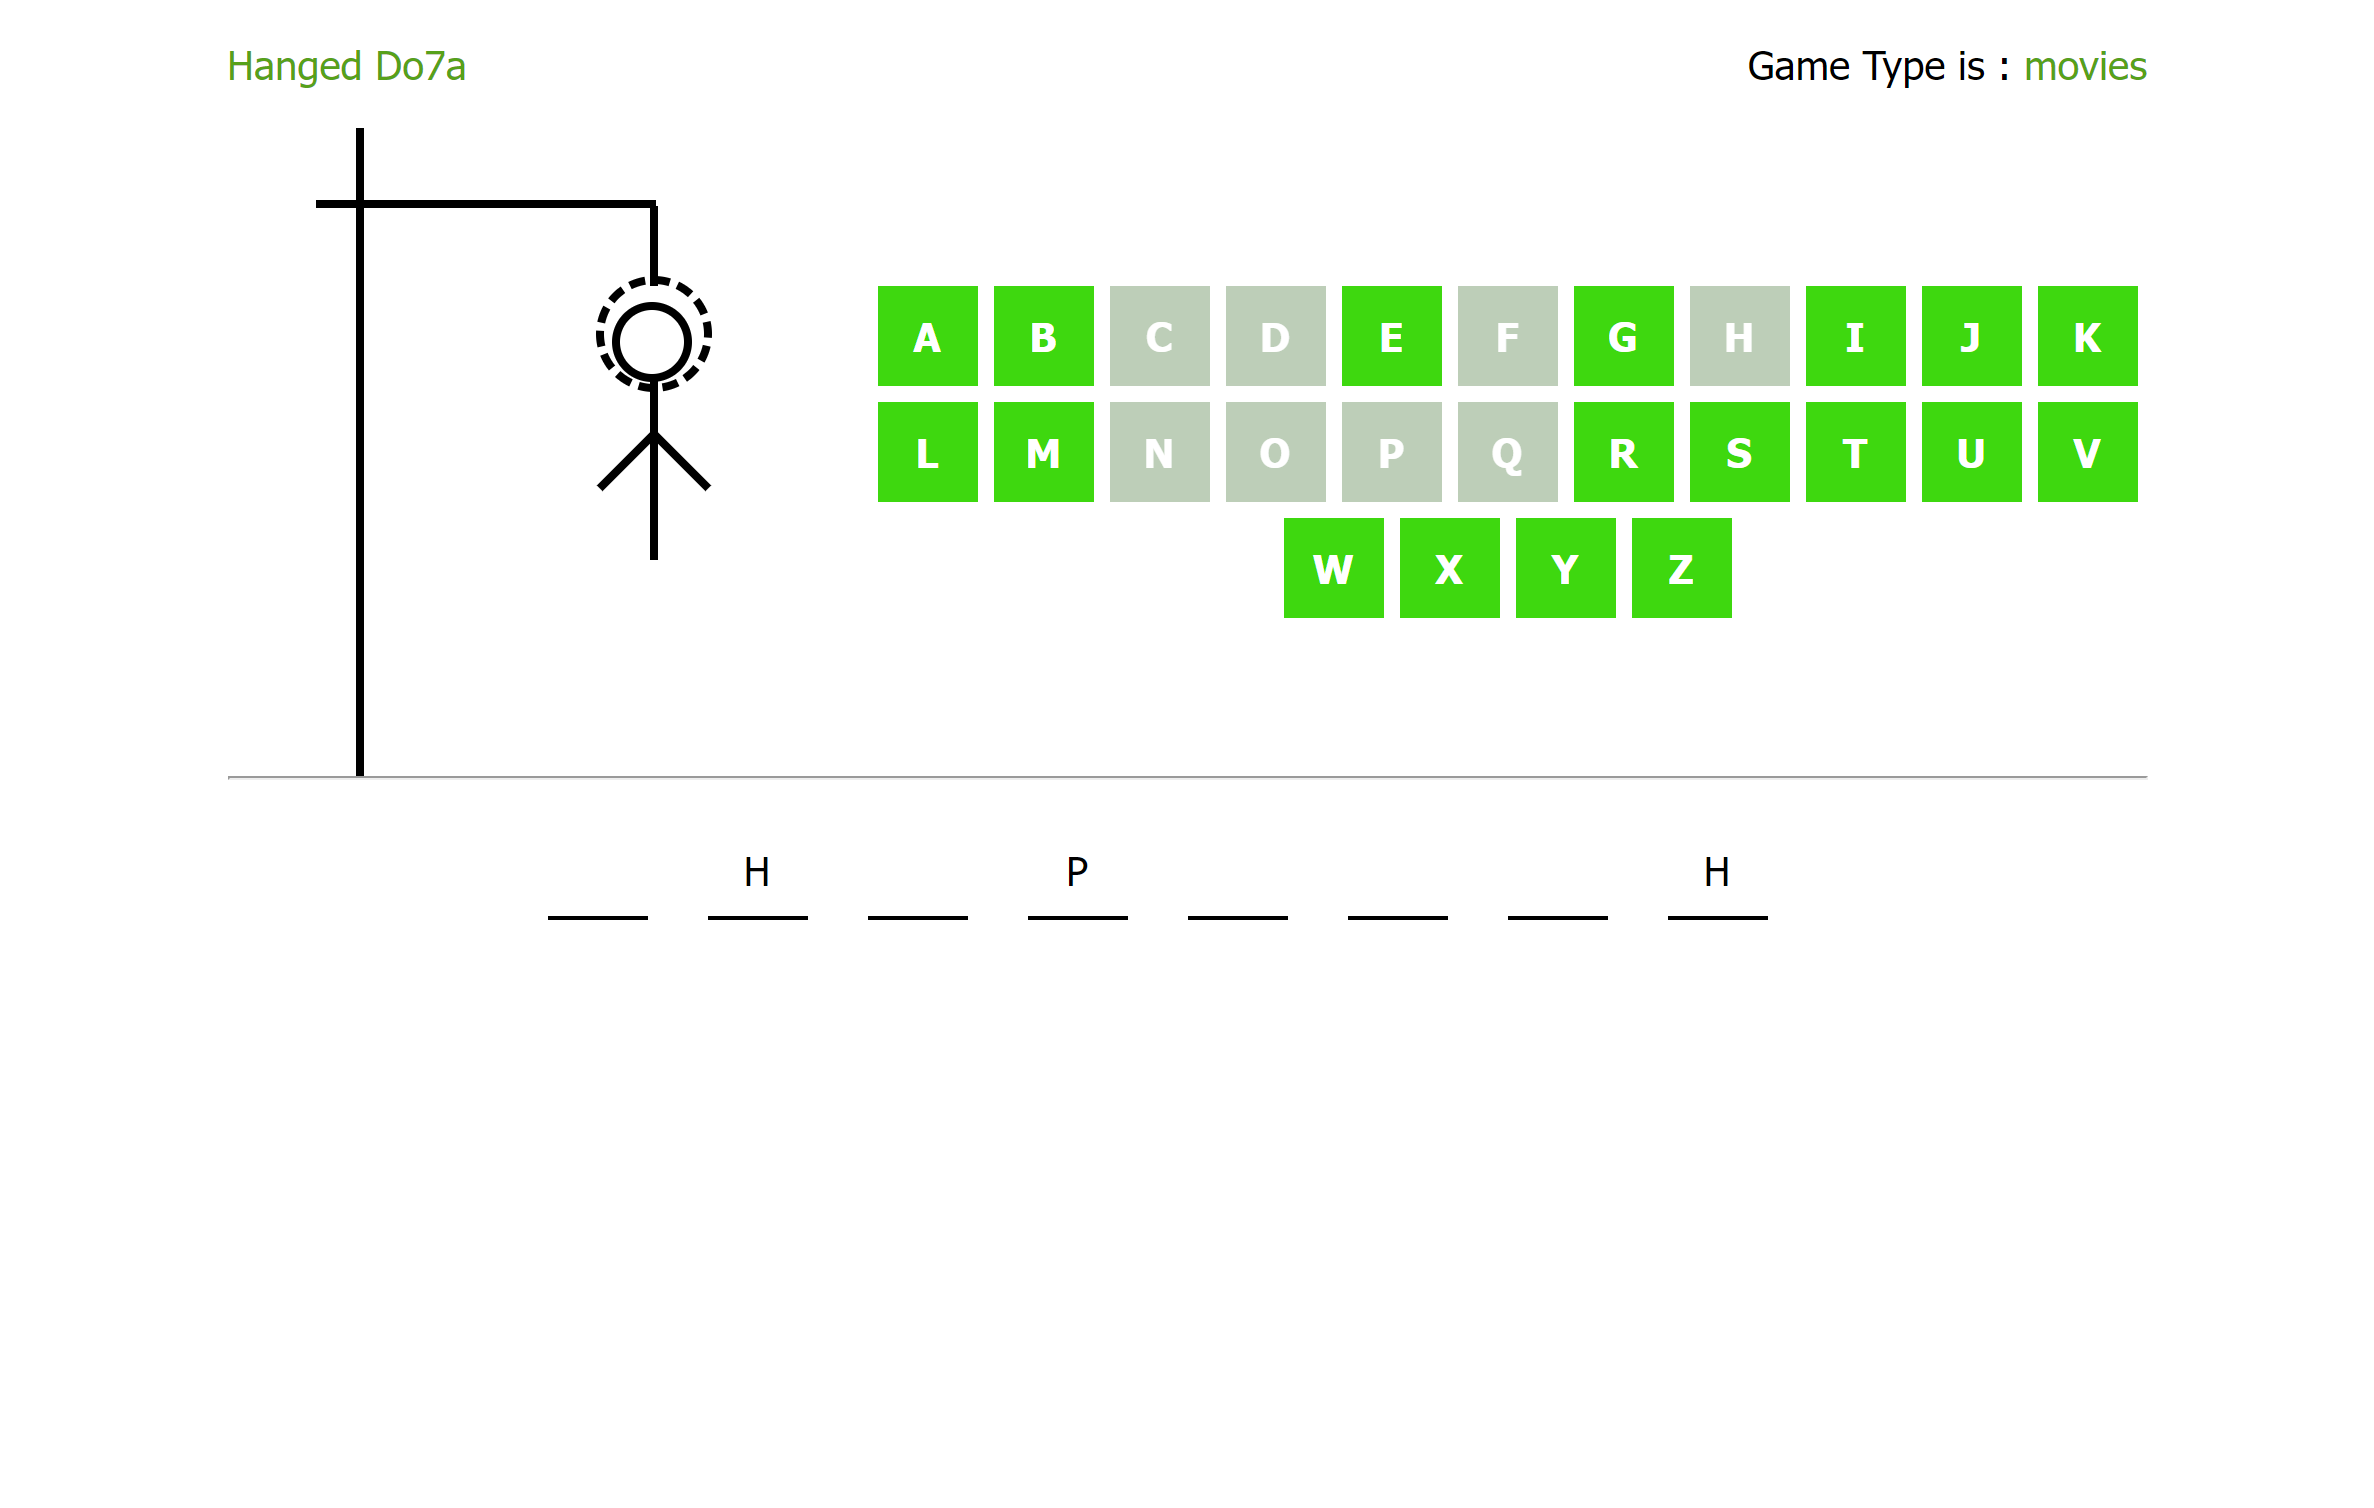 Hanged Do7a
Game Type is : movies
A B C D E F G H I J K
L M N O P Q R S T U V
W X Y Z
H P H